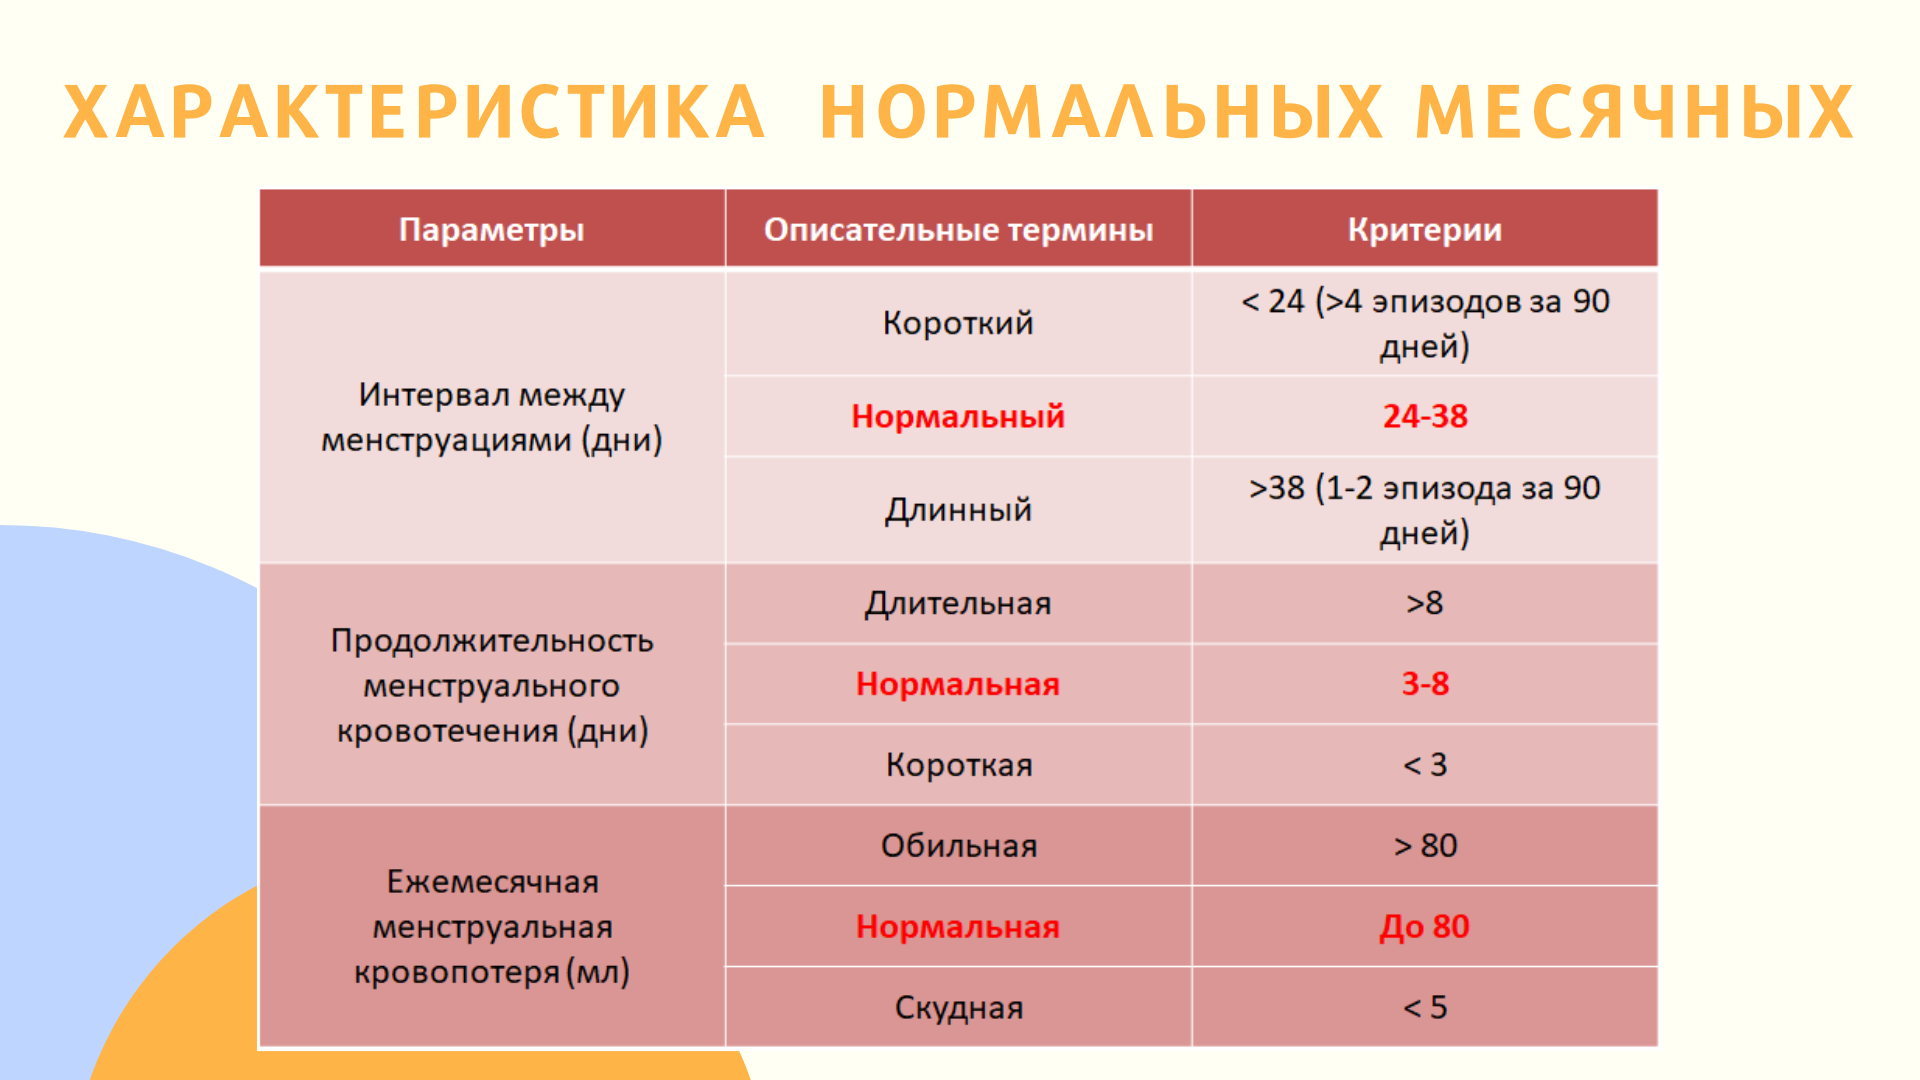 ХАРАКТЕРИСТИКА НОРМАЛЬНЫХ МЕСЯЧНЫХ
Параметры
Описательные термины
Критерии
Интервал между
менструациями (дни)
Короткий
< 24 (>4 эпизодов за 90
дней)
Нормальный
24-38
Длинный
>38 (1-2 эпизода за 90
дней)
Продолжительность
менструального
кровотечения (дни)
Длительная
>8
Нормальная
3-8
Короткая
< 3
Ежемесячная
менструальная
кровопотеря (мл)
Обильная
> 80
Нормальная
До 80
Скудная
< 5